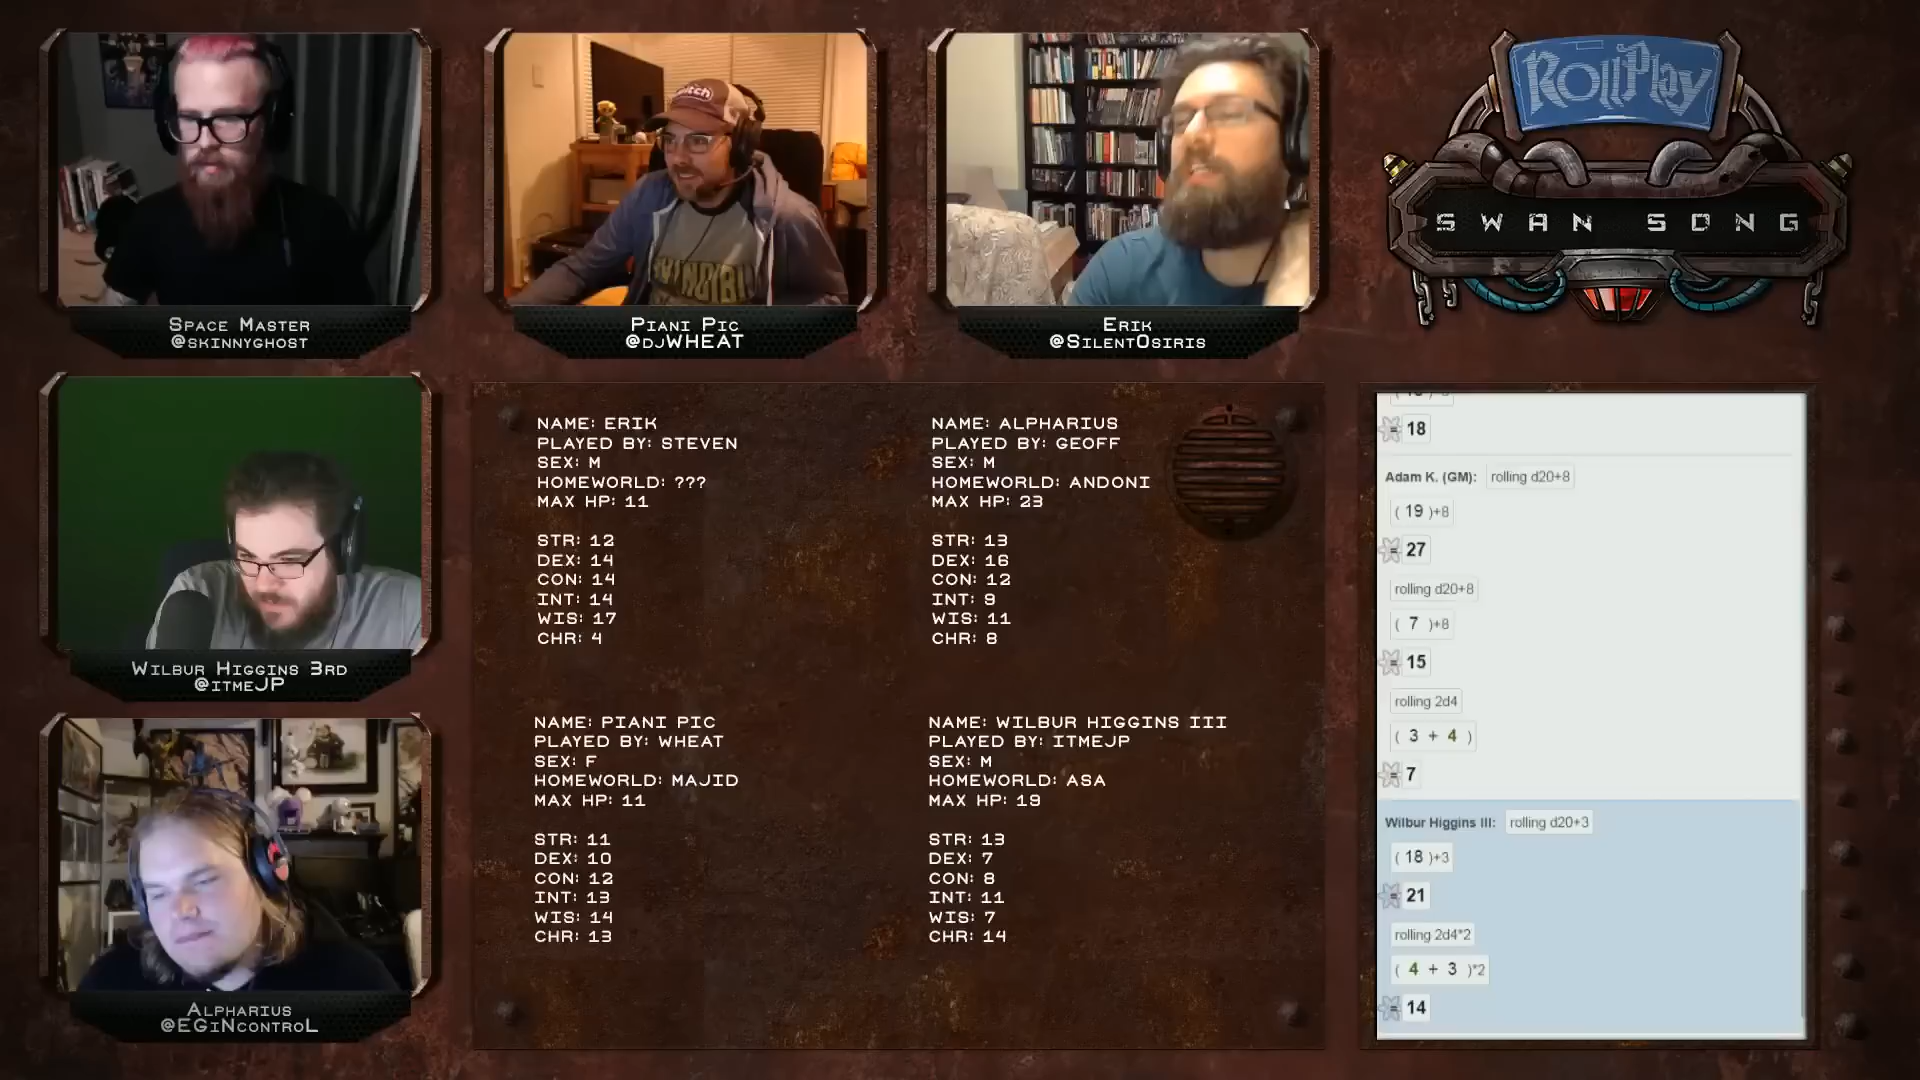 RollPlay
SWAN SONG
Twitch
INVINCIBLE
Space Master
@skinnyghost
Piani Pic
@djWHEAT
Erik
@SilentOsiris
Wilbur Higgins 3rd
@itmeJP
Alpharius
@EGiNcontroL
NAME: ERIK
PLAYED BY: STEVEN
SEX: M
HOMEWORLD: ???
MAX HP: 11
STR: 12
DEX: 14
CON: 14
INT: 14
WIS: 17
CHR: 4
NAME: ALPHARIUS
PLAYED BY: GEOFF
SEX: M
HOMEWORLD: ANDONI
MAX HP: 23
STR: 13
DEX: 16
CON: 12
INT: 9
WIS: 11
CHR: 8
NAME: PIANI PIC
PLAYED BY: WHEAT
SEX: F
HOMEWORLD: MAJID
MAX HP: 11
STR: 11
DEX: 10
CON: 12
INT: 13
WIS: 14
CHR: 13
NAME: WILBUR HIGGINS III
PLAYED BY: ITMEJP
SEX: M
HOMEWORLD: ASA
MAX HP: 19
STR: 13
DEX: 7
CON: 8
INT: 11
WIS: 7
CHR: 14
= 18
Adam K. (GM): rolling d20+8
( 19 )+8
= 27
rolling d20+8
( 7 )+8
= 15
rolling 2d4
( 3 + 4 )
= 7
Wilbur Higgins III: rolling d20+3
( 18 )+3
= 21
rolling 2d4*2
( 4 + 3 )*2
= 14